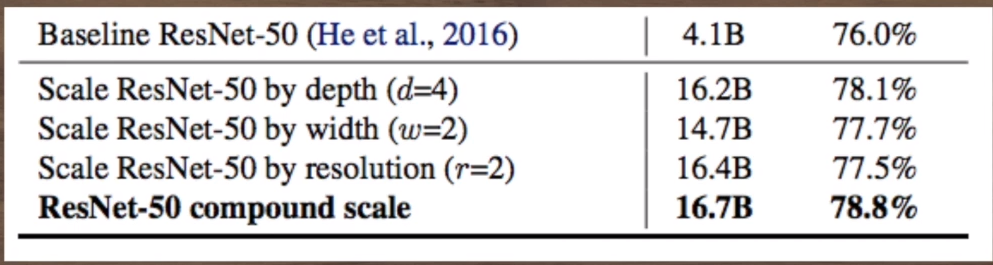 Baseline ResNet-50 (He et al., 2016) 4.1B 76.0%
Scale ResNet-50 by depth (d=4) 16.2B 78.1%
Scale ResNet-50 by width (w=2) 14.7B 77.7%
Scale ResNet-50 by resolution (r=2) 16.4B 77.5%
ResNet-50 compound scale 16.7B 78.8%